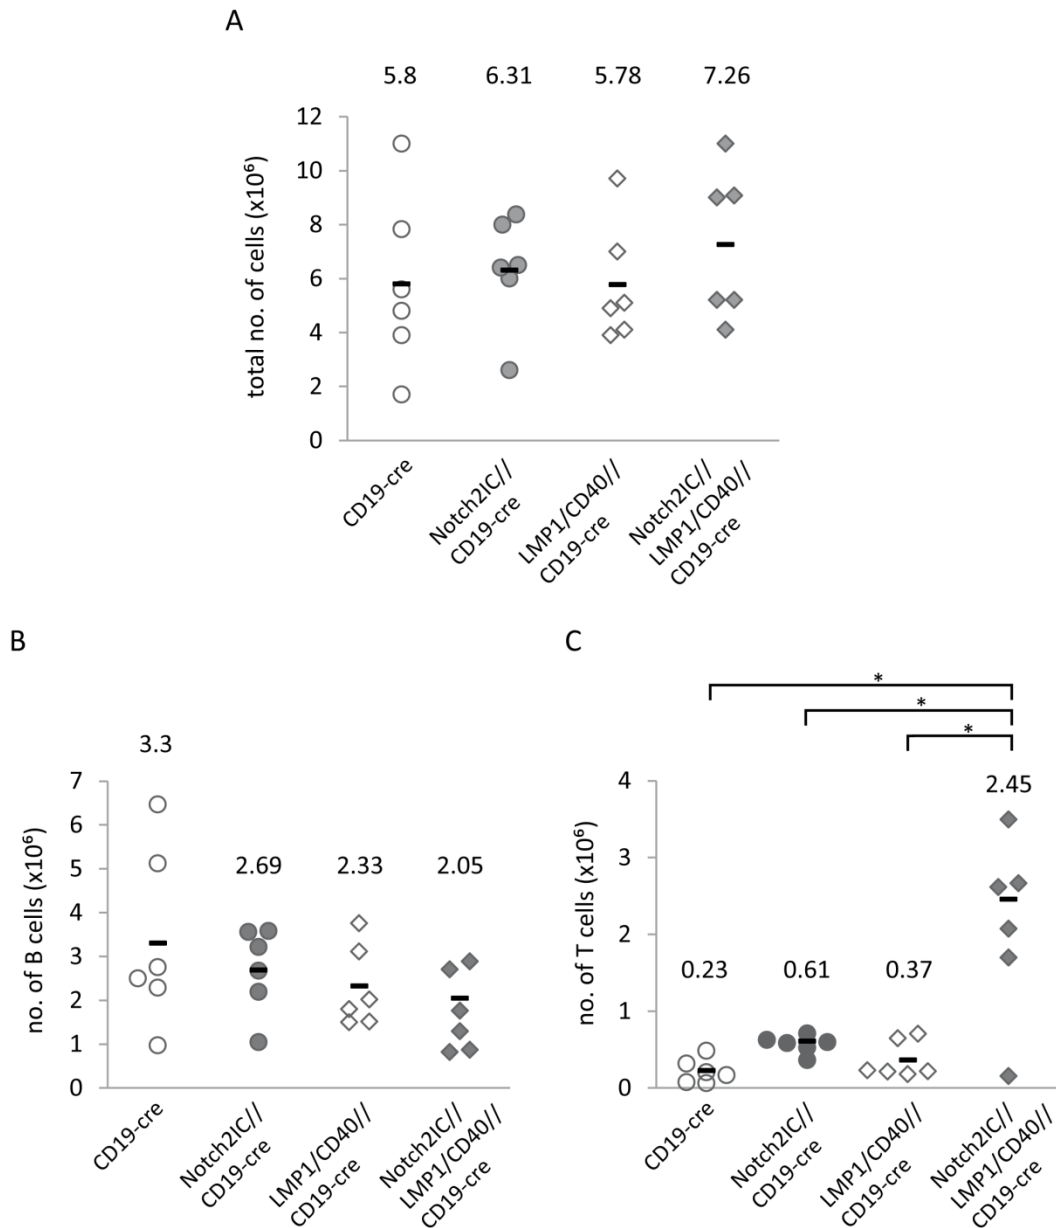 A
5.8 6.31 5.78 7.26
total no. of cells (x10⁶)
12
10
8
6
4
2
0
CD19-cre
Notch2IC//
CD19-cre
LMP1/CD40//
CD19-cre
Notch2IC//
LMP1/CD40//
CD19-cre
B
3.3
2.69 2.33 2.05
no. of B cells (x10⁶)
7
6
5
4
3
2
1
0
CD19-cre
Notch2IC//
CD19-cre
LMP1/CD40//
CD19-cre
Notch2IC//
LMP1/CD40//
CD19-cre
C
*
*
*
2.45
0.23 0.61 0.37
no. of T cells (x10⁶)
4
3
2
1
0
CD19-cre
Notch2IC//
CD19-cre
LMP1/CD40//
CD19-cre
Notch2IC//
LMP1/CD40//
CD19-cre